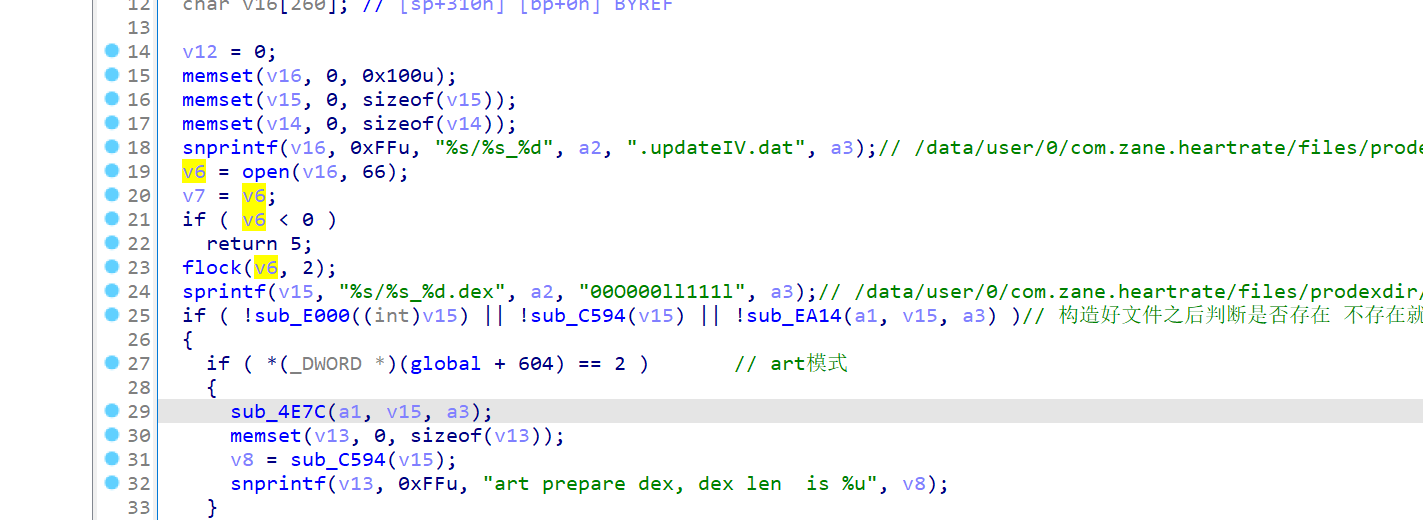 12 char v16[260]; // [sp+310h] [bp+0h] BYREF
13
14 v12 = 0;
15 memset(v16, 0, 0x100u);
16 memset(v15, 0, sizeof(v15));
17 memset(v14, 0, sizeof(v14));
18 snprintf(v16, 0xFFu, "%s/%s_%d", a2, ".updateIV.dat", a3);// /data/user/0/com.zane.heartrate/files/prode
19 v6 = open(v16, 66);
20 v7 = v6;
21 if ( v6 < 0 )
22 return 5;
23 flock(v6, 2);
24 sprintf(v15, "%s/%s_%d.dex", a2, "00O000ll111l", a3);// /data/user/0/com.zane.heartrate/files/prodexdir/
25 if ( !sub_E000((int)v15) || !sub_C594(v15) || !sub_EA14(a1, v15, a3) )// 构造好文件之后判断是否存在 不存在就
26 {
27 if ( *(_DWORD *)(global + 604) == 2 ) // art模式
28 {
29 sub_4E7C(a1, v15, a3);
30 memset(v13, 0, sizeof(v13));
31 v8 = sub_C594(v15);
32 snprintf(v13, 0xFFu, "art prepare dex, dex len  is %u", v8);
33 }